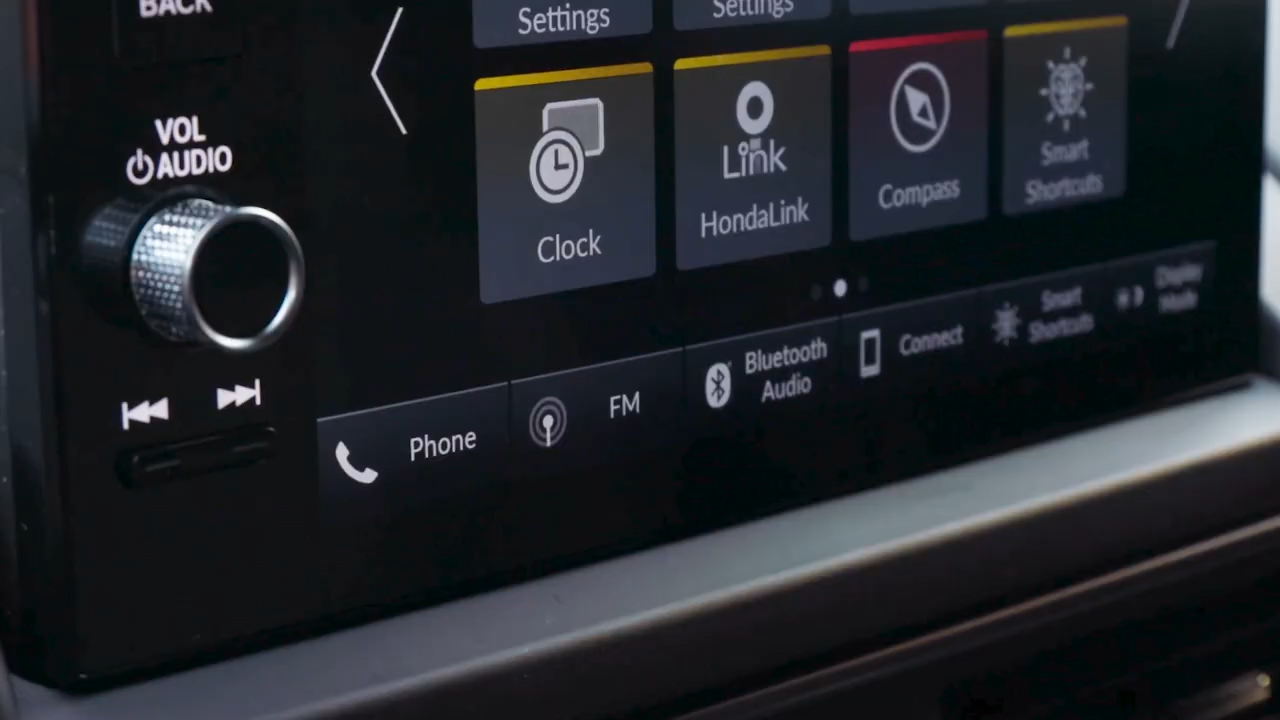 BACK
Settings
Settings
VOL
AUDIO
Clock
Link
HondaLink
Compass
Smart
Shortcuts
Phone
FM
Bluetooth
Audio
Connect
Smart
Shortcuts
Display
Mode